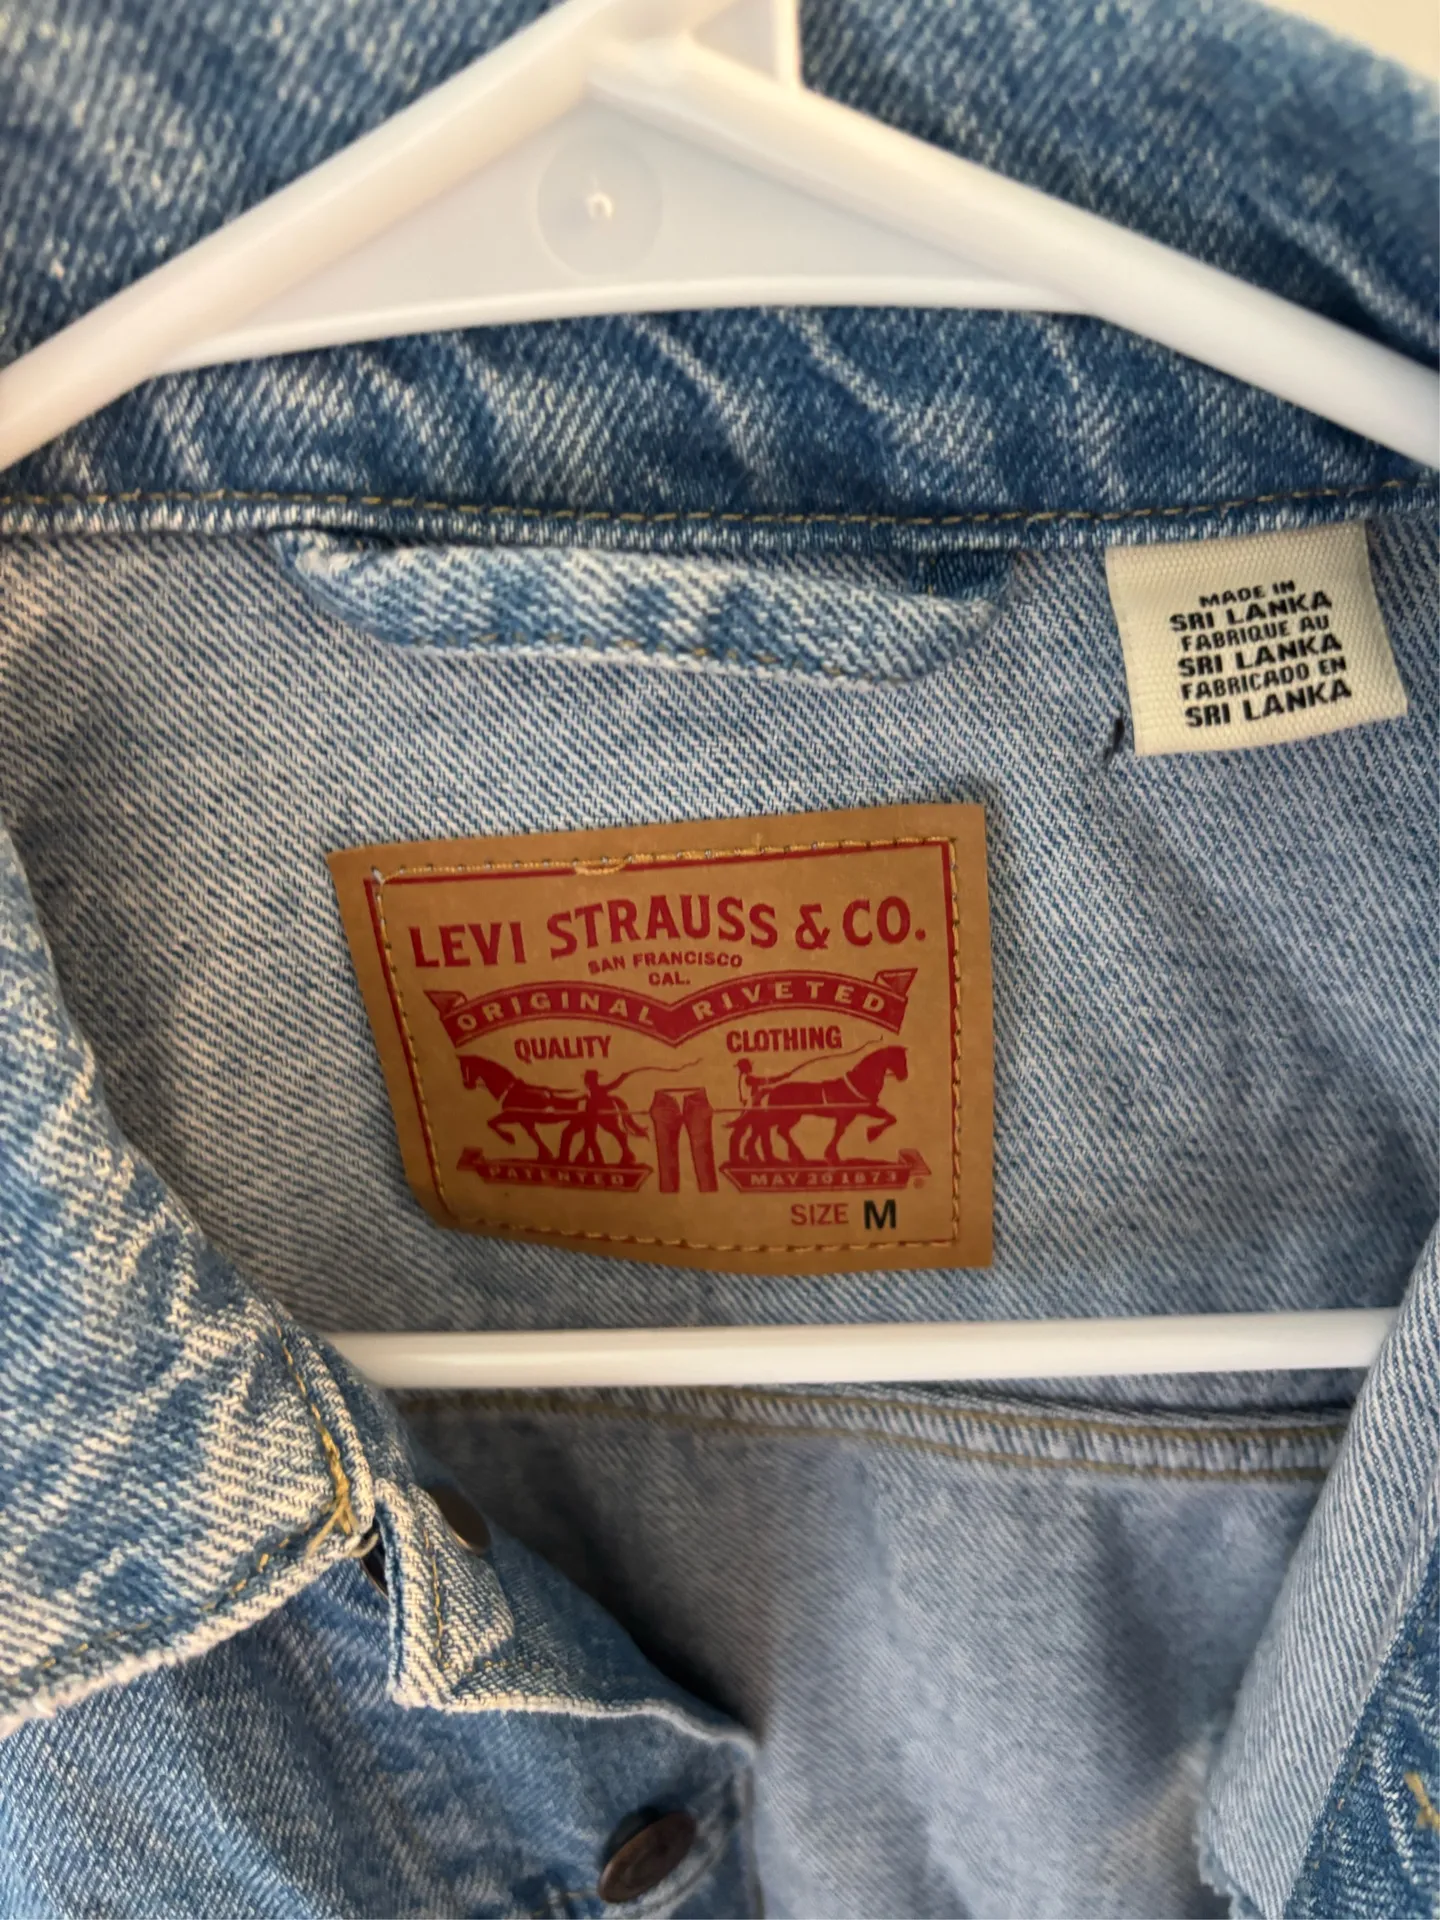 MADE IN
SRI LANKA
FABRIQUE AU
SRI LANKA
FABRICADO EN
SRI LANKA
LEVI STRAUSS & CO.
SAN FRANCISCO
CAL.
ORIGINAL RIVETED
QUALITY CLOTHING
PATENTED MAY 20 1873 ®
SIZE M